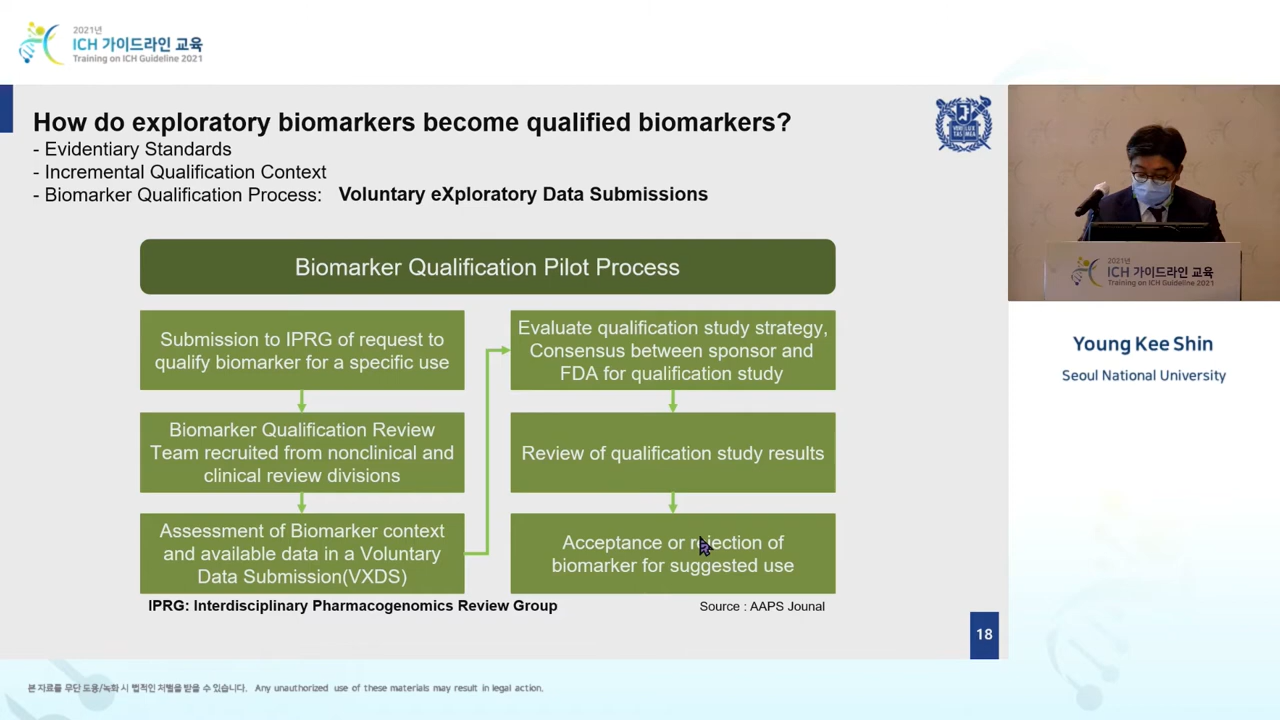 2021년
ICH 가이드라인 교육
Training on ICH Guideline 2021
How do exploratory biomarkers become qualified biomarkers?
- Evidentiary Standards
- Incremental Qualification Context
- Biomarker Qualification Process: Voluntary eXploratory Data Submissions
Biomarker Qualification Pilot Process
Submission to IPRG of request to
qualify biomarker for a specific use
Biomarker Qualification Review
Team recruited from nonclinical and
clinical review divisions
Assessment of Biomarker context
and available data in a Voluntary
Data Submission(VXDS)
Evaluate qualification study strategy,
Consensus between sponsor and
FDA for qualification study
Review of qualification study results
Acceptance or rejection of
biomarker for suggested use
IPRG: Interdisciplinary Pharmacogenomics Review Group
Source : AAPS Jounal
18
2021년
ICH 가이드라인 교육
Training on ICH Guideline 2021
Young Kee Shin
Seoul National University
본 자료를 무단 도용/녹화 시 법적인 처벌을 받을 수 있습니다. Any unauthorized use of these materials may result in legal action.